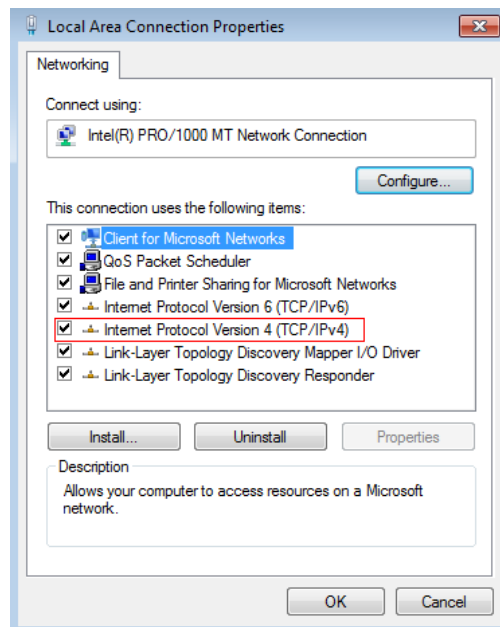 Local Area Connection Properties
Networking
Connect using:
Intel(R) PRO/1000 MT Network Connection
Configure...
This connection uses the following items:
Client for Microsoft Networks
QoS Packet Scheduler
File and Printer Sharing for Microsoft Networks
Internet Protocol Version 6 (TCP/IPv6)
Internet Protocol Version 4 (TCP/IPv4)
Link-Layer Topology Discovery Mapper I/O Driver
Link-Layer Topology Discovery Responder
Install... Uninstall Properties
Description
Allows your computer to access resources on a Microsoft
network.
OK Cancel